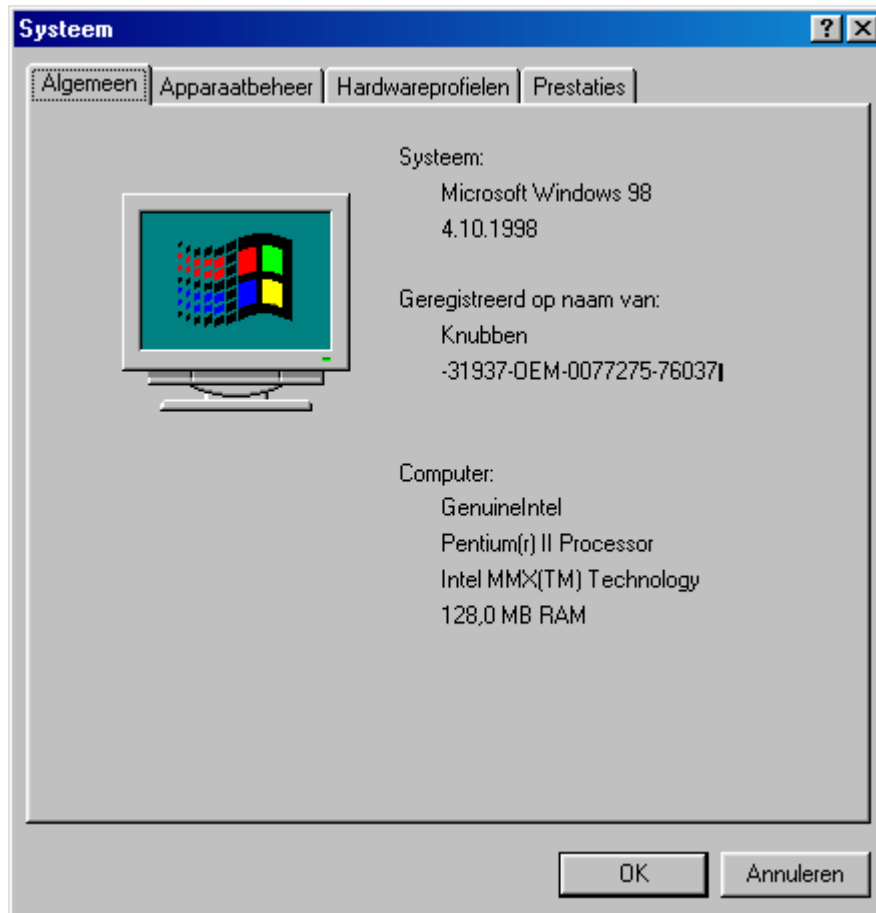 Systeem
Algemeen Apparaatbeheer Hardwareprofielen Prestaties
Systeem:
Microsoft Windows 98
4.10.1998
Geregistreerd op naam van:
Knubben
-31937-OEM-0077275-76037
Computer:
GenuineIntel
Pentium(r) II Processor
Intel MMX(TM) Technology
128,0 MB RAM
OK Annuleren